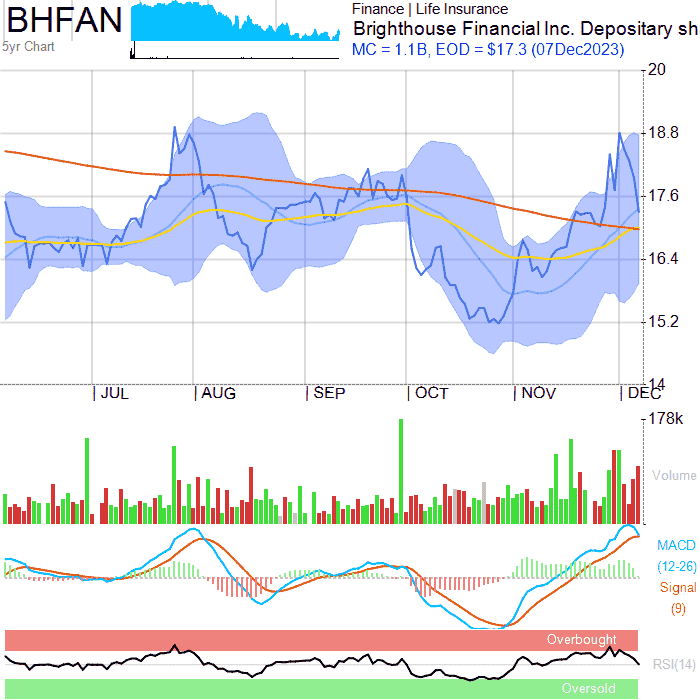 BHFAN
5yr Chart
Finance | Life Insurance
Brighthouse Financial Inc. Depositary sh
MC = 1.1B, EOD = $17.3 (07Dec2023)
20
18.8
17.6
16.4
15.2
14
JUL AUG SEP OCT NOV DEC
178k
Volume
MACD
(12-26)
Signal
(9)
Overbought
RSI(14)
Oversold